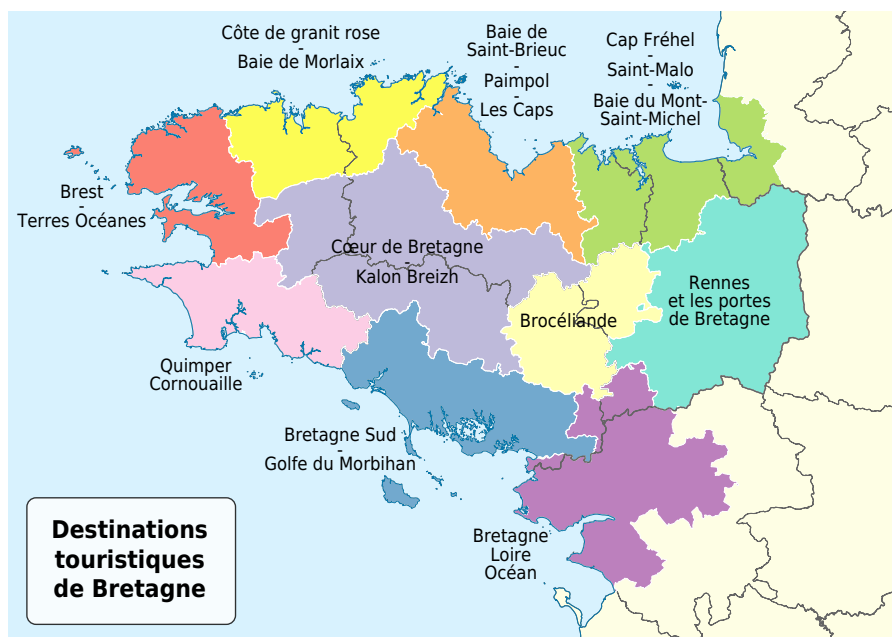 Côte de granit rose
-
Baie de Morlaix
Baie de
Saint-Brieuc
-
Paimpol
-
Les Caps
Cap Fréhel
-
Saint-Malo
-
Baie du Mont-
Saint-Michel
Brest
-
Terres Océanes
Cœur de Bretagne
-
Kalon Breizh
Rennes
et les portes
de Bretagne
Brocéliande
Quimper
Cornouaille
Bretagne Sud
-
Golfe du Morbihan
Bretagne
Loire
Océan
Destinations
touristiques
de Bretagne